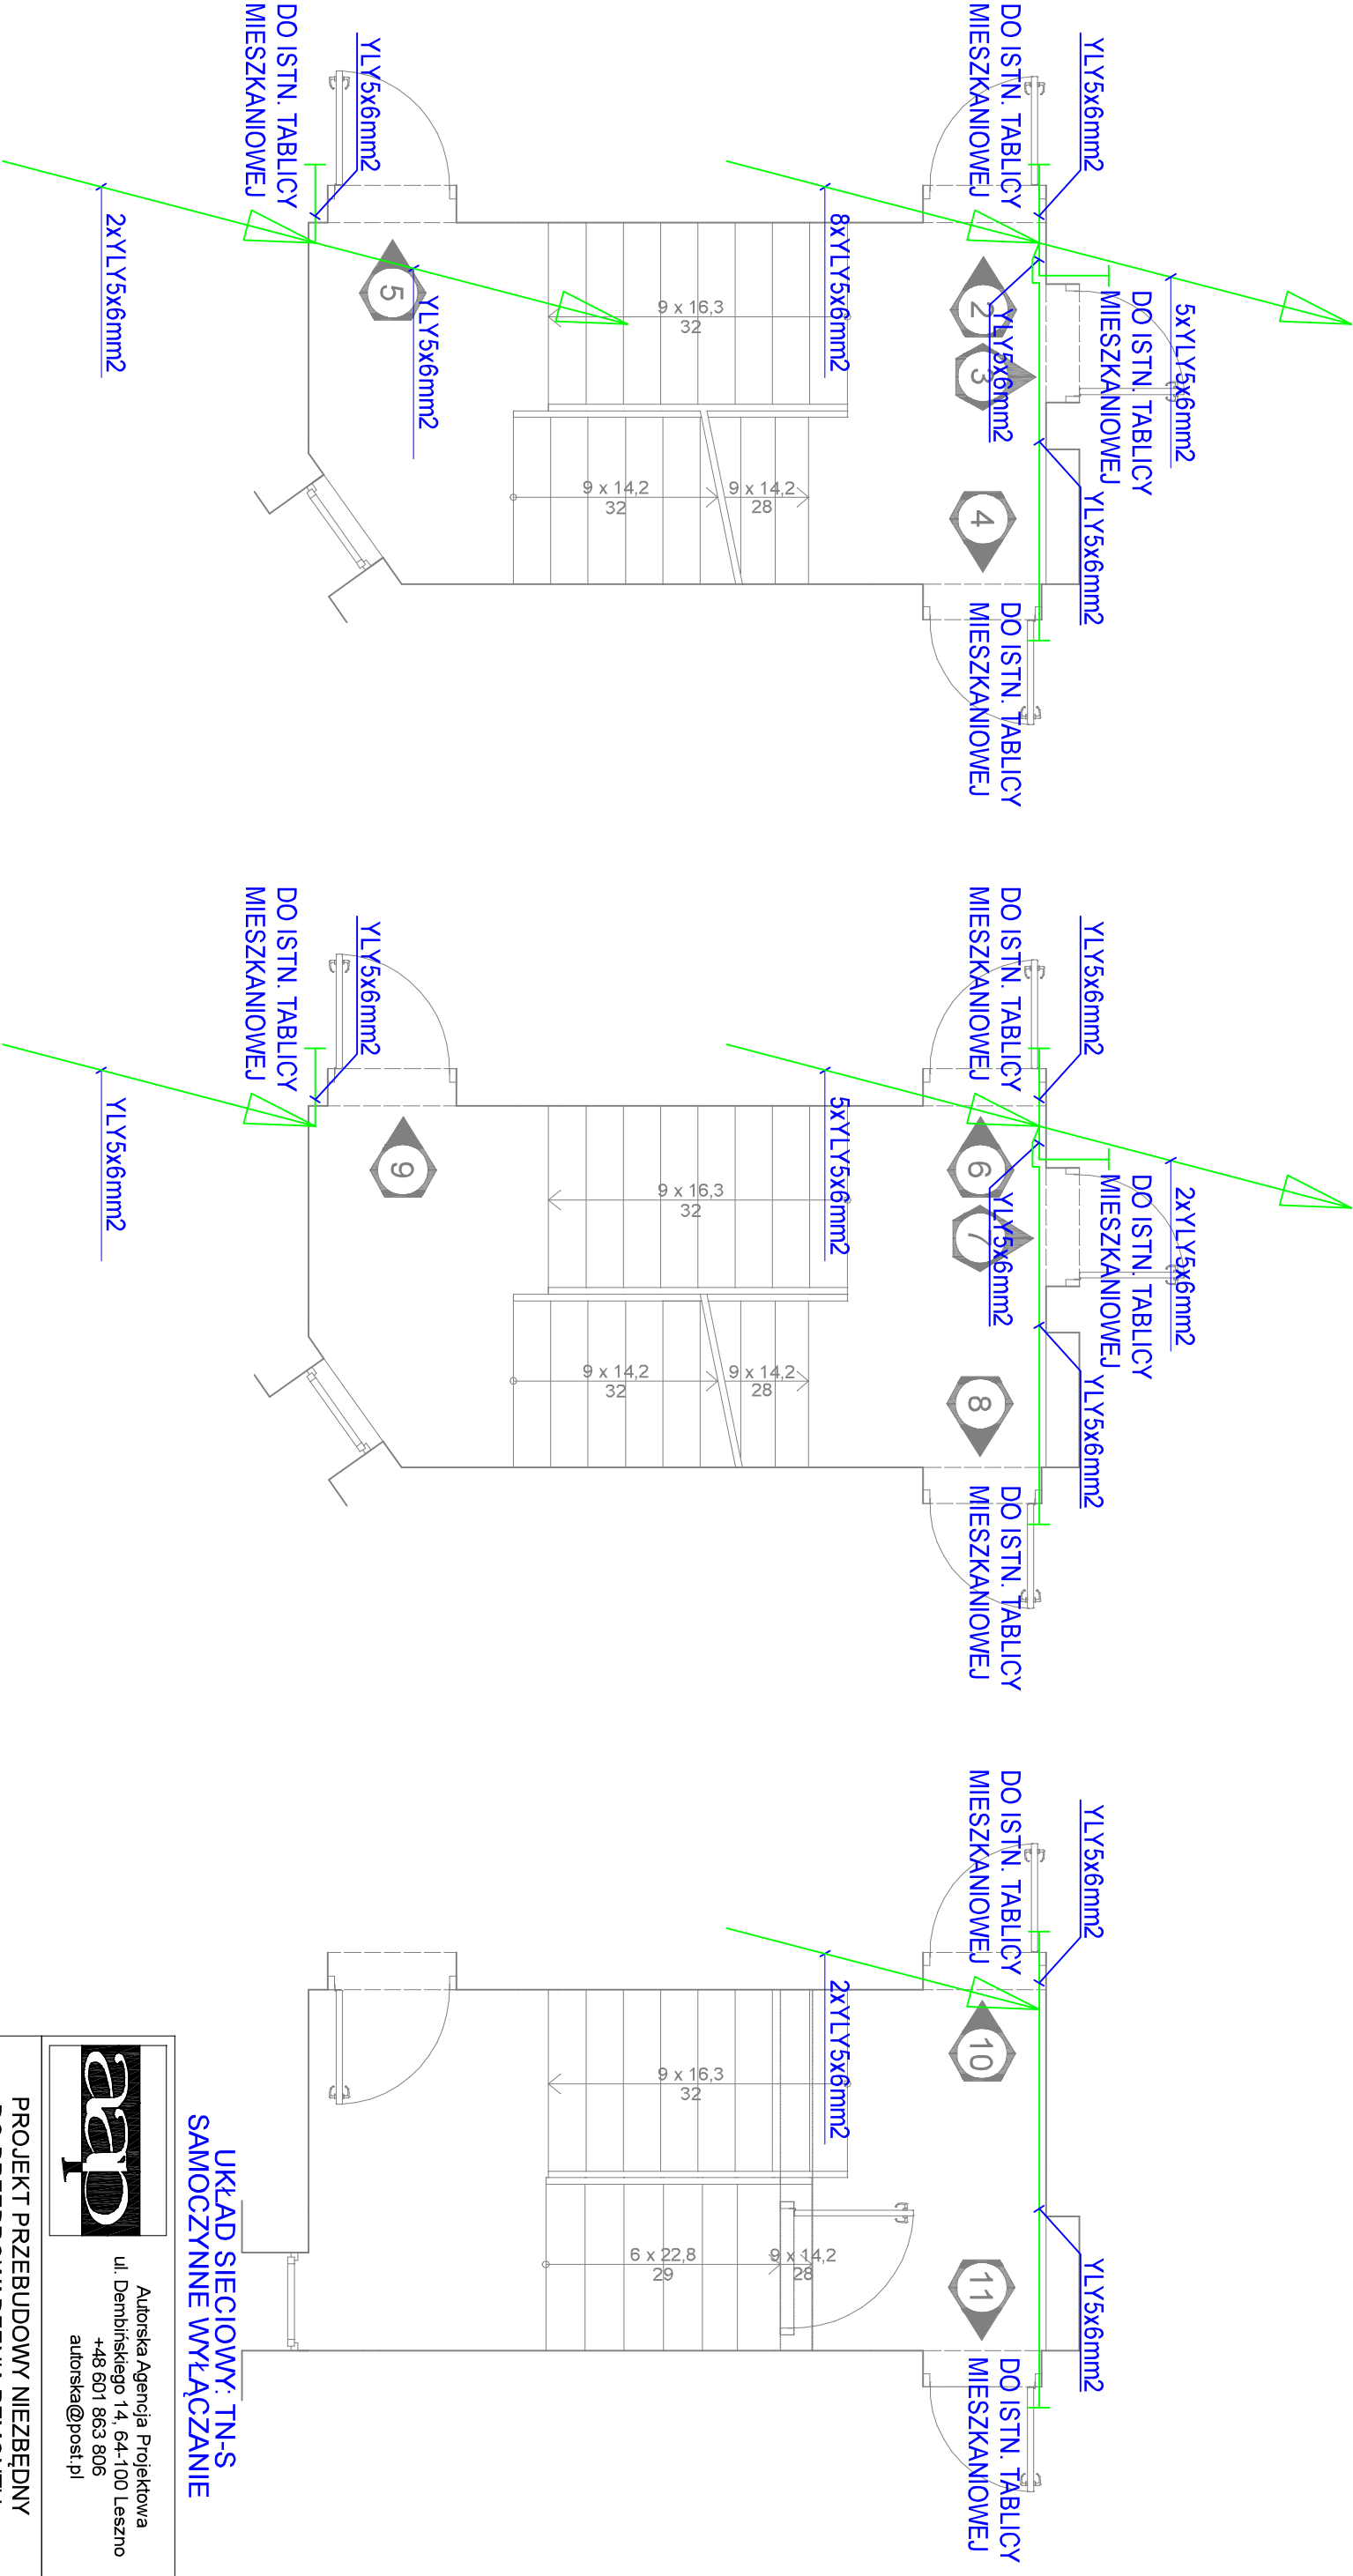 YLY5x6mm2
DO ISTN. TABLICY
MIESZKANIOWEJ
5xYLY5x6mm2
DO ISTN. TABLICY
MIESZKANIOWEJ
YLY5x6mm2
YLY5x6mm2
2
3
4
DO ISTN. TABLICY
MIESZKANIOWEJ
8xYLY5x6mm2
9 x 16,3
32
9 x 14,2
32
9 x 14,2
28
YLY5x6mm2
DO ISTN. TABLICY
MIESZKANIOWEJ
5
YLY5x6mm2
2xYLY5x6mm2
YLY5x6mm2
DO ISTN. TABLICY
MIESZKANIOWEJ
2xYLY5x6mm2
DO ISTN. TABLICY
MIESZKANIOWEJ
YLY5x6mm2
YLY5x6mm2
6
7
8
DO ISTN. TABLICY
MIESZKANIOWEJ
5xYLY5x6mm2
9 x 16,3
32
9 x 14,2
32
9 x 14,2
28
YLY5x6mm2
DO ISTN. TABLICY
MIESZKANIOWEJ
9
YLY5x6mm2
YLY5x6mm2
DO ISTN. TABLICY
MIESZKANIOWEJ
10
11
YLY5x6mm2
DO ISTN. TABLICY
MIESZKANIOWEJ
2xYLY5x6mm2
9 x 16,3
32
6 x 22,8
29
9 x 14,2
28
UKŁAD SIECIOWY: TN-S
SAMOCZYNNE WYŁĄCZANIE
aap
Autorska Agencja Projektowa
ul. Dembińskiego 14, 64-100 Leszno
+48 601 863 806
autorska@post.pl
PROJEKT PRZEBUDOWY NIEZBĘDNY